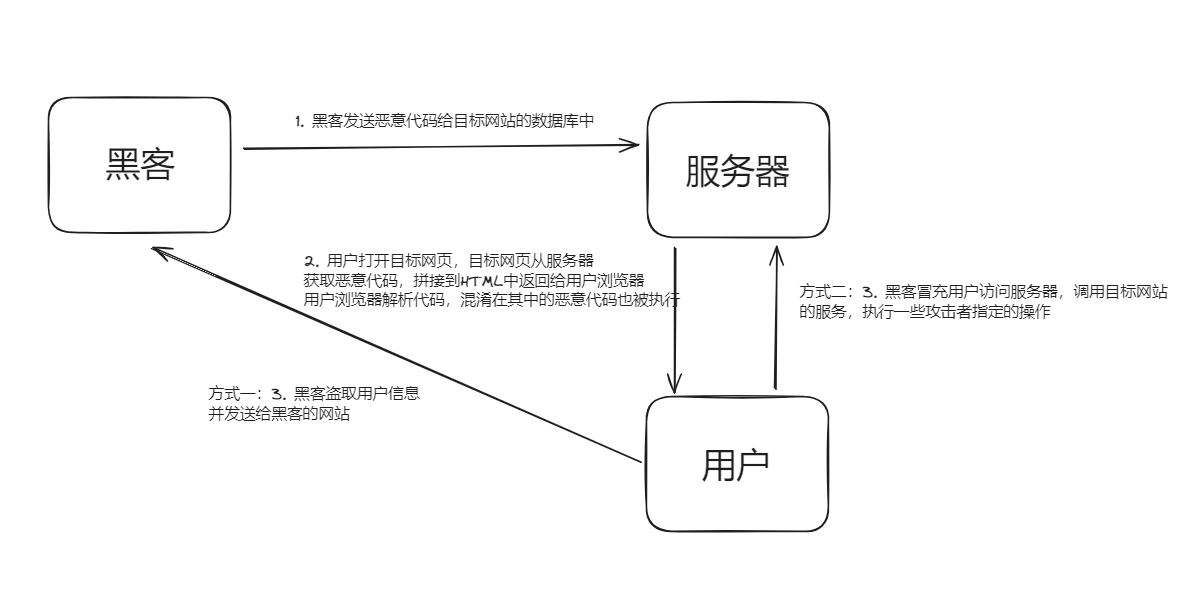 黑客
1. 黑客发送恶意代码给目标网站的数据库中
服务器
2. 用户打开目标网页，目标网页从服务器
获取恶意代码，拼接到HTML中返回给用户浏览器
用户浏览器解析代码，混淆在其中的恶意代码也被执行
方式二：3. 黑客冒充用户访问服务器，调用目标网站
的服务，执行一些攻击者指定的操作
方式一：3. 黑客盗取用户信息
并发送给黑客的网站
用户